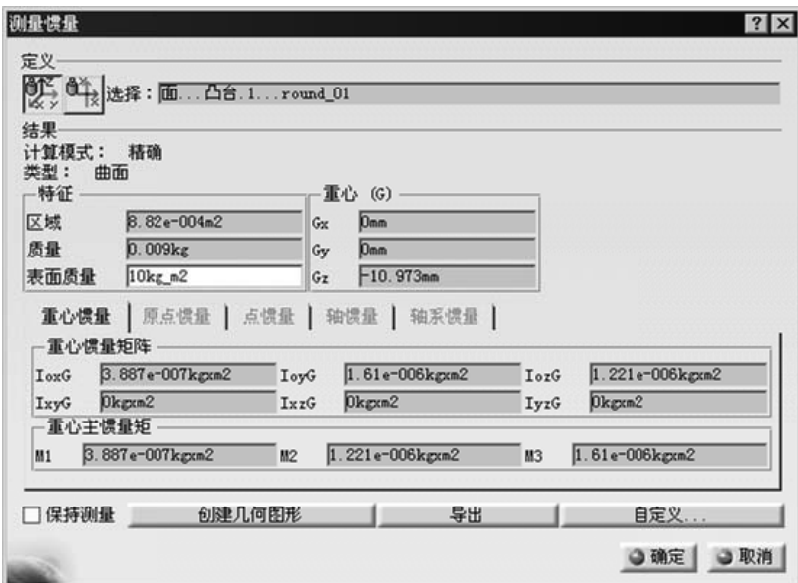 测量惯量
定义
选择：面...凸台.1...round_01
结果
计算模式： 精确
类型： 曲面
特征
重心 (G)
区域 8.82e-004m2 Gx 0mm
质量 0.009kg Gy 0mm
表面质量 10kg_m2 Gz -10.973mm
重心惯量 原点惯量 点惯量 轴惯量 轴系惯量
重心惯量矩阵
IoxG 3.887e-007kgxm2 IoyG 1.61e-006kgxm2 IozG 1.221e-006kgxm2
IxyG 0kgxm2 IxzG 0kgxm2 IyzG 0kgxm2
重心主惯量矩
M1 3.887e-007kgxm2 M2 1.221e-006kgxm2 M3 1.61e-006kgxm2
保持测量 创建几何图形 导出 自定义...
确定 取消